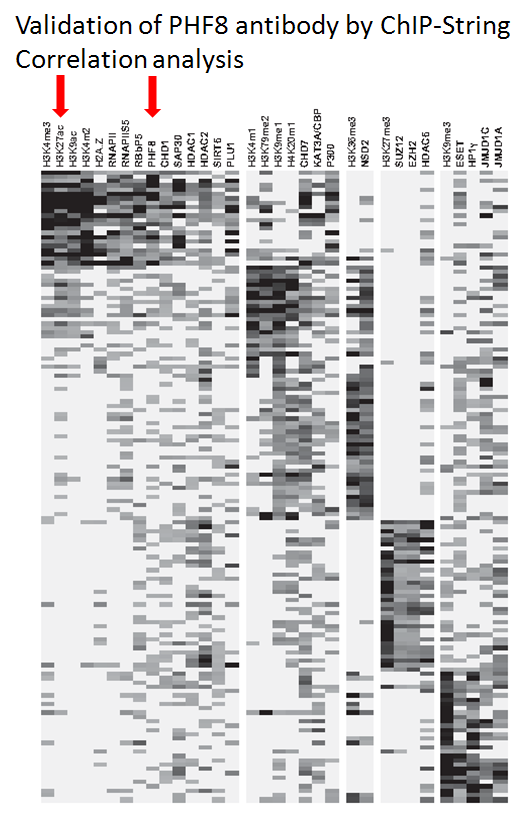 Validation of PHF8 antibody by ChIP-String
Correlation analysis
H3K4me3
H3K27ac
H3K9ac
H3K4m2
H2A.Z
RNAPII
RNAPIIS5
RBbP5
PHF8
CHD1
SAP30
HDAC1
HDAC2
SIRT6
PLU1
H3K4m1
H3K79me2
H3K9me1
H4K20m1
CHD7
KAT3A/CBP
P300
H3K36me3
NSD2
H3K27me3
SUZ12
EZH2
HDAC6
H3K9me3
ESET
HP1γ
JMJD1C
JMJD1A